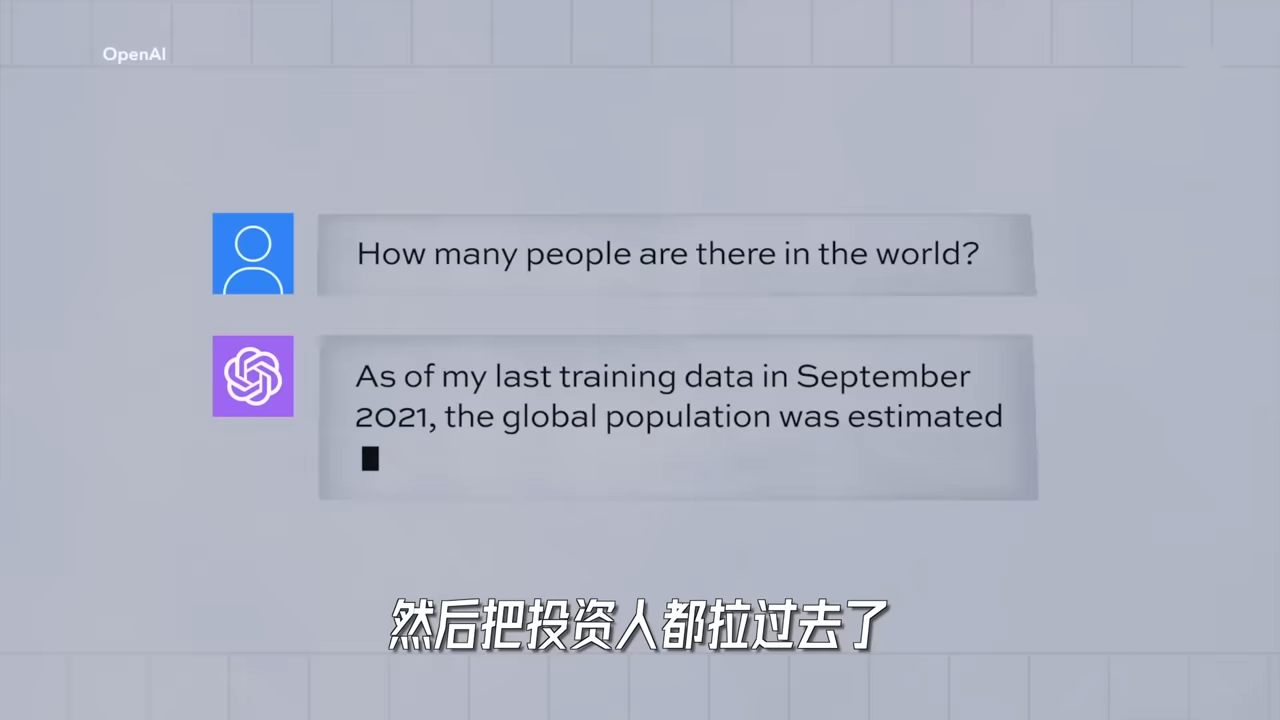 OpenAI
How many people are there in the world?
As of my last training data in September
2021, the global population was estimated
然后把投资人都拉过去了